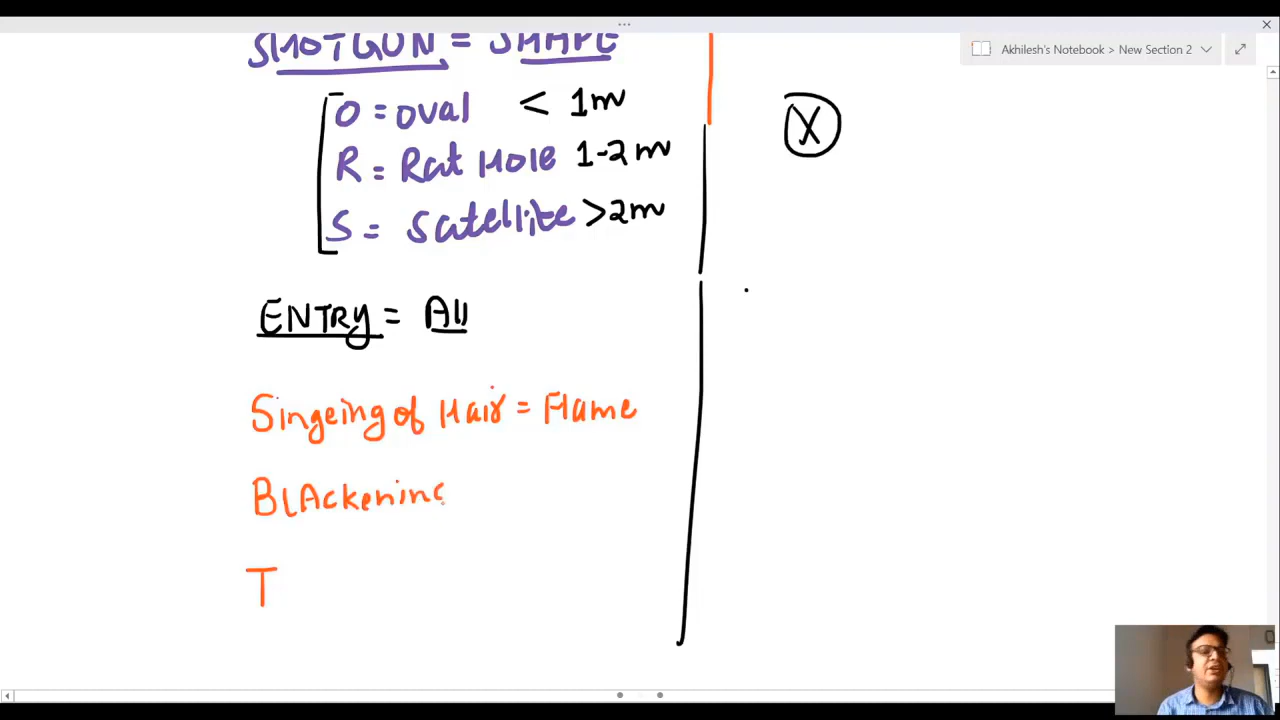 SHOTGUN = SHAPE
Akhilesh's Notebook > New Section 2
O = oval < 1m
X
R = Rat Hole 1-2m
S = Satellite >2m
ENTRY = All
Singeing of Hair = Flame
BlAckening
T